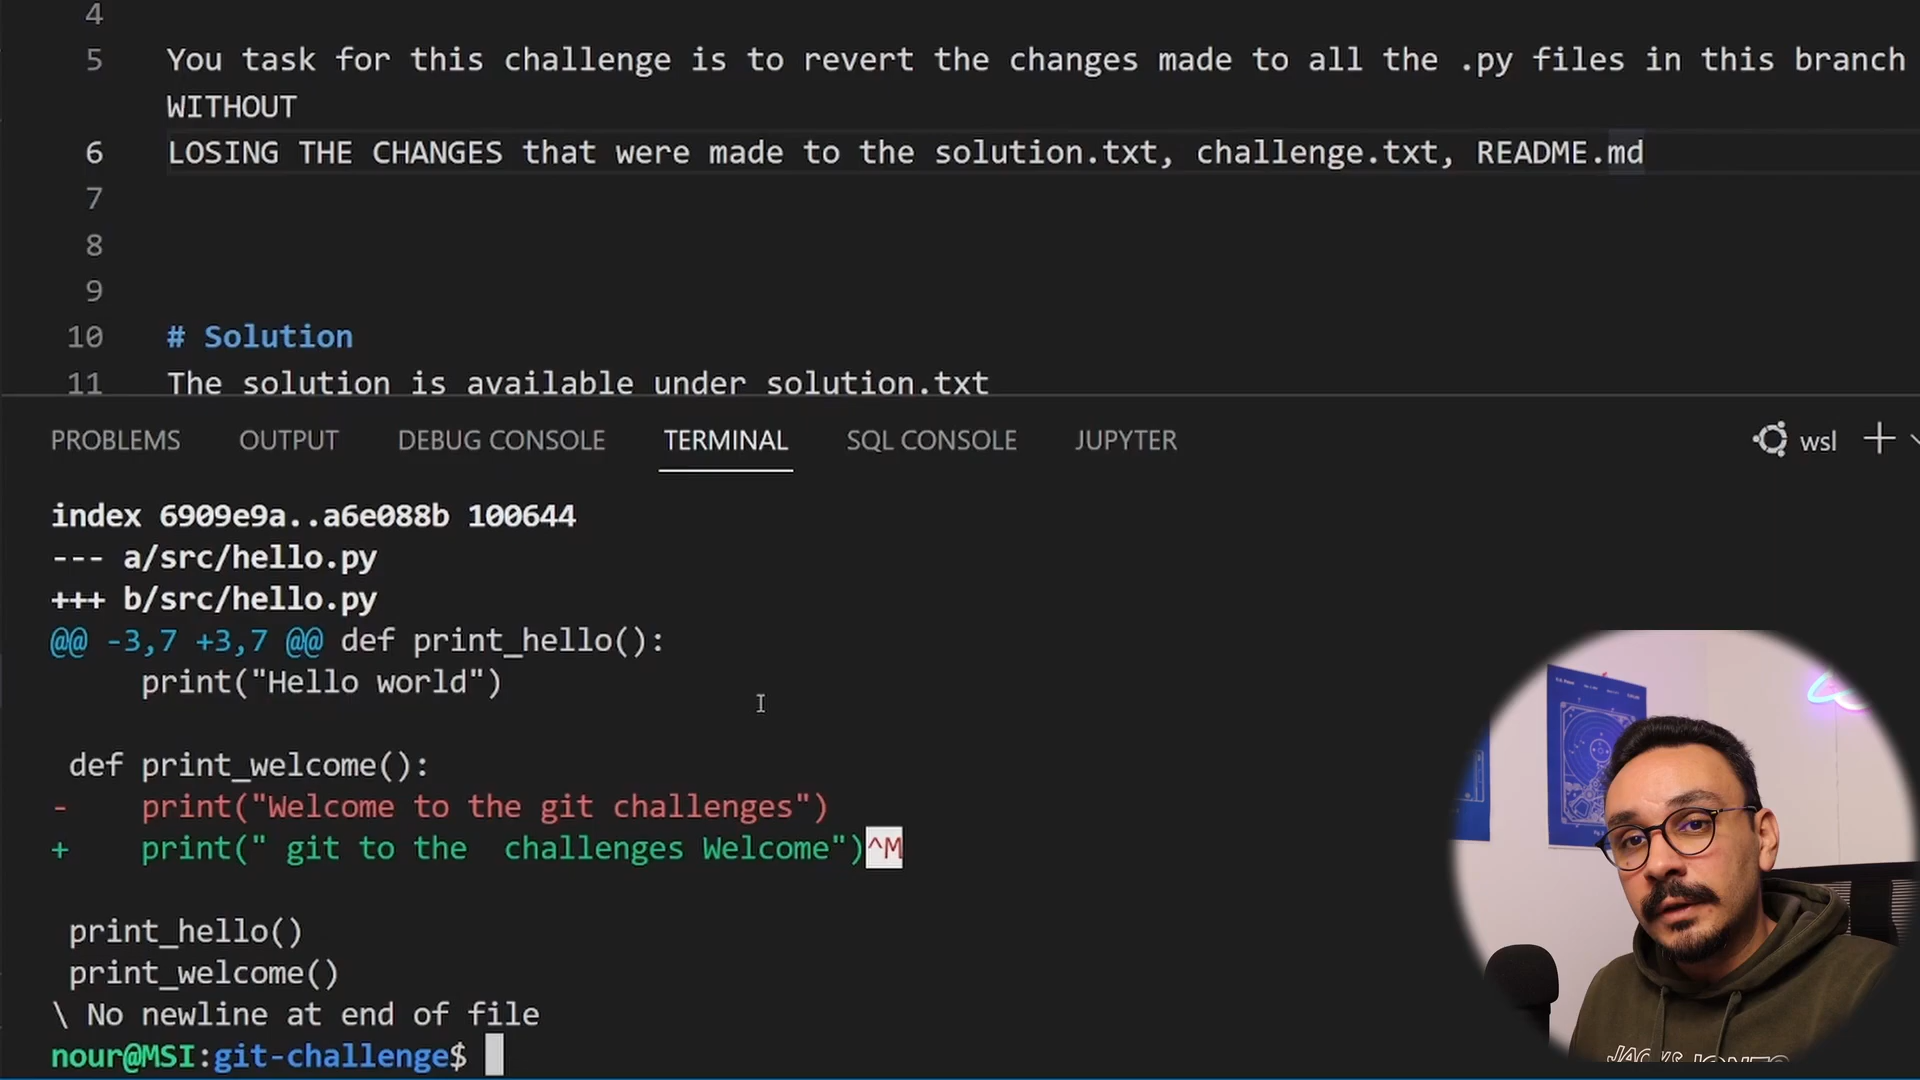 4
5 You task for this challenge is to revert the changes made to all the .py files in this branch
WITHOUT
6 LOSING THE CHANGES that were made to the solution.txt, challenge.txt, README.md
7
8
9
10 # Solution
11 The solution is available under solution.txt
PROBLEMS OUTPUT DEBUG CONSOLE TERMINAL SQL CONSOLE JUPYTER wsl
index 6909e9a..a6e088b 100644
--- a/src/hello.py
+++ b/src/hello.py
@@ -3,7 +3,7 @@ def print_hello():
     print("Hello world")
 def print_welcome():
-    print("Welcome to the git challenges")
+    print(" git to the  challenges Welcome")^M
 print_hello()
 print_welcome()
\ No newline at end of file
nour@MSI:git-challenge$